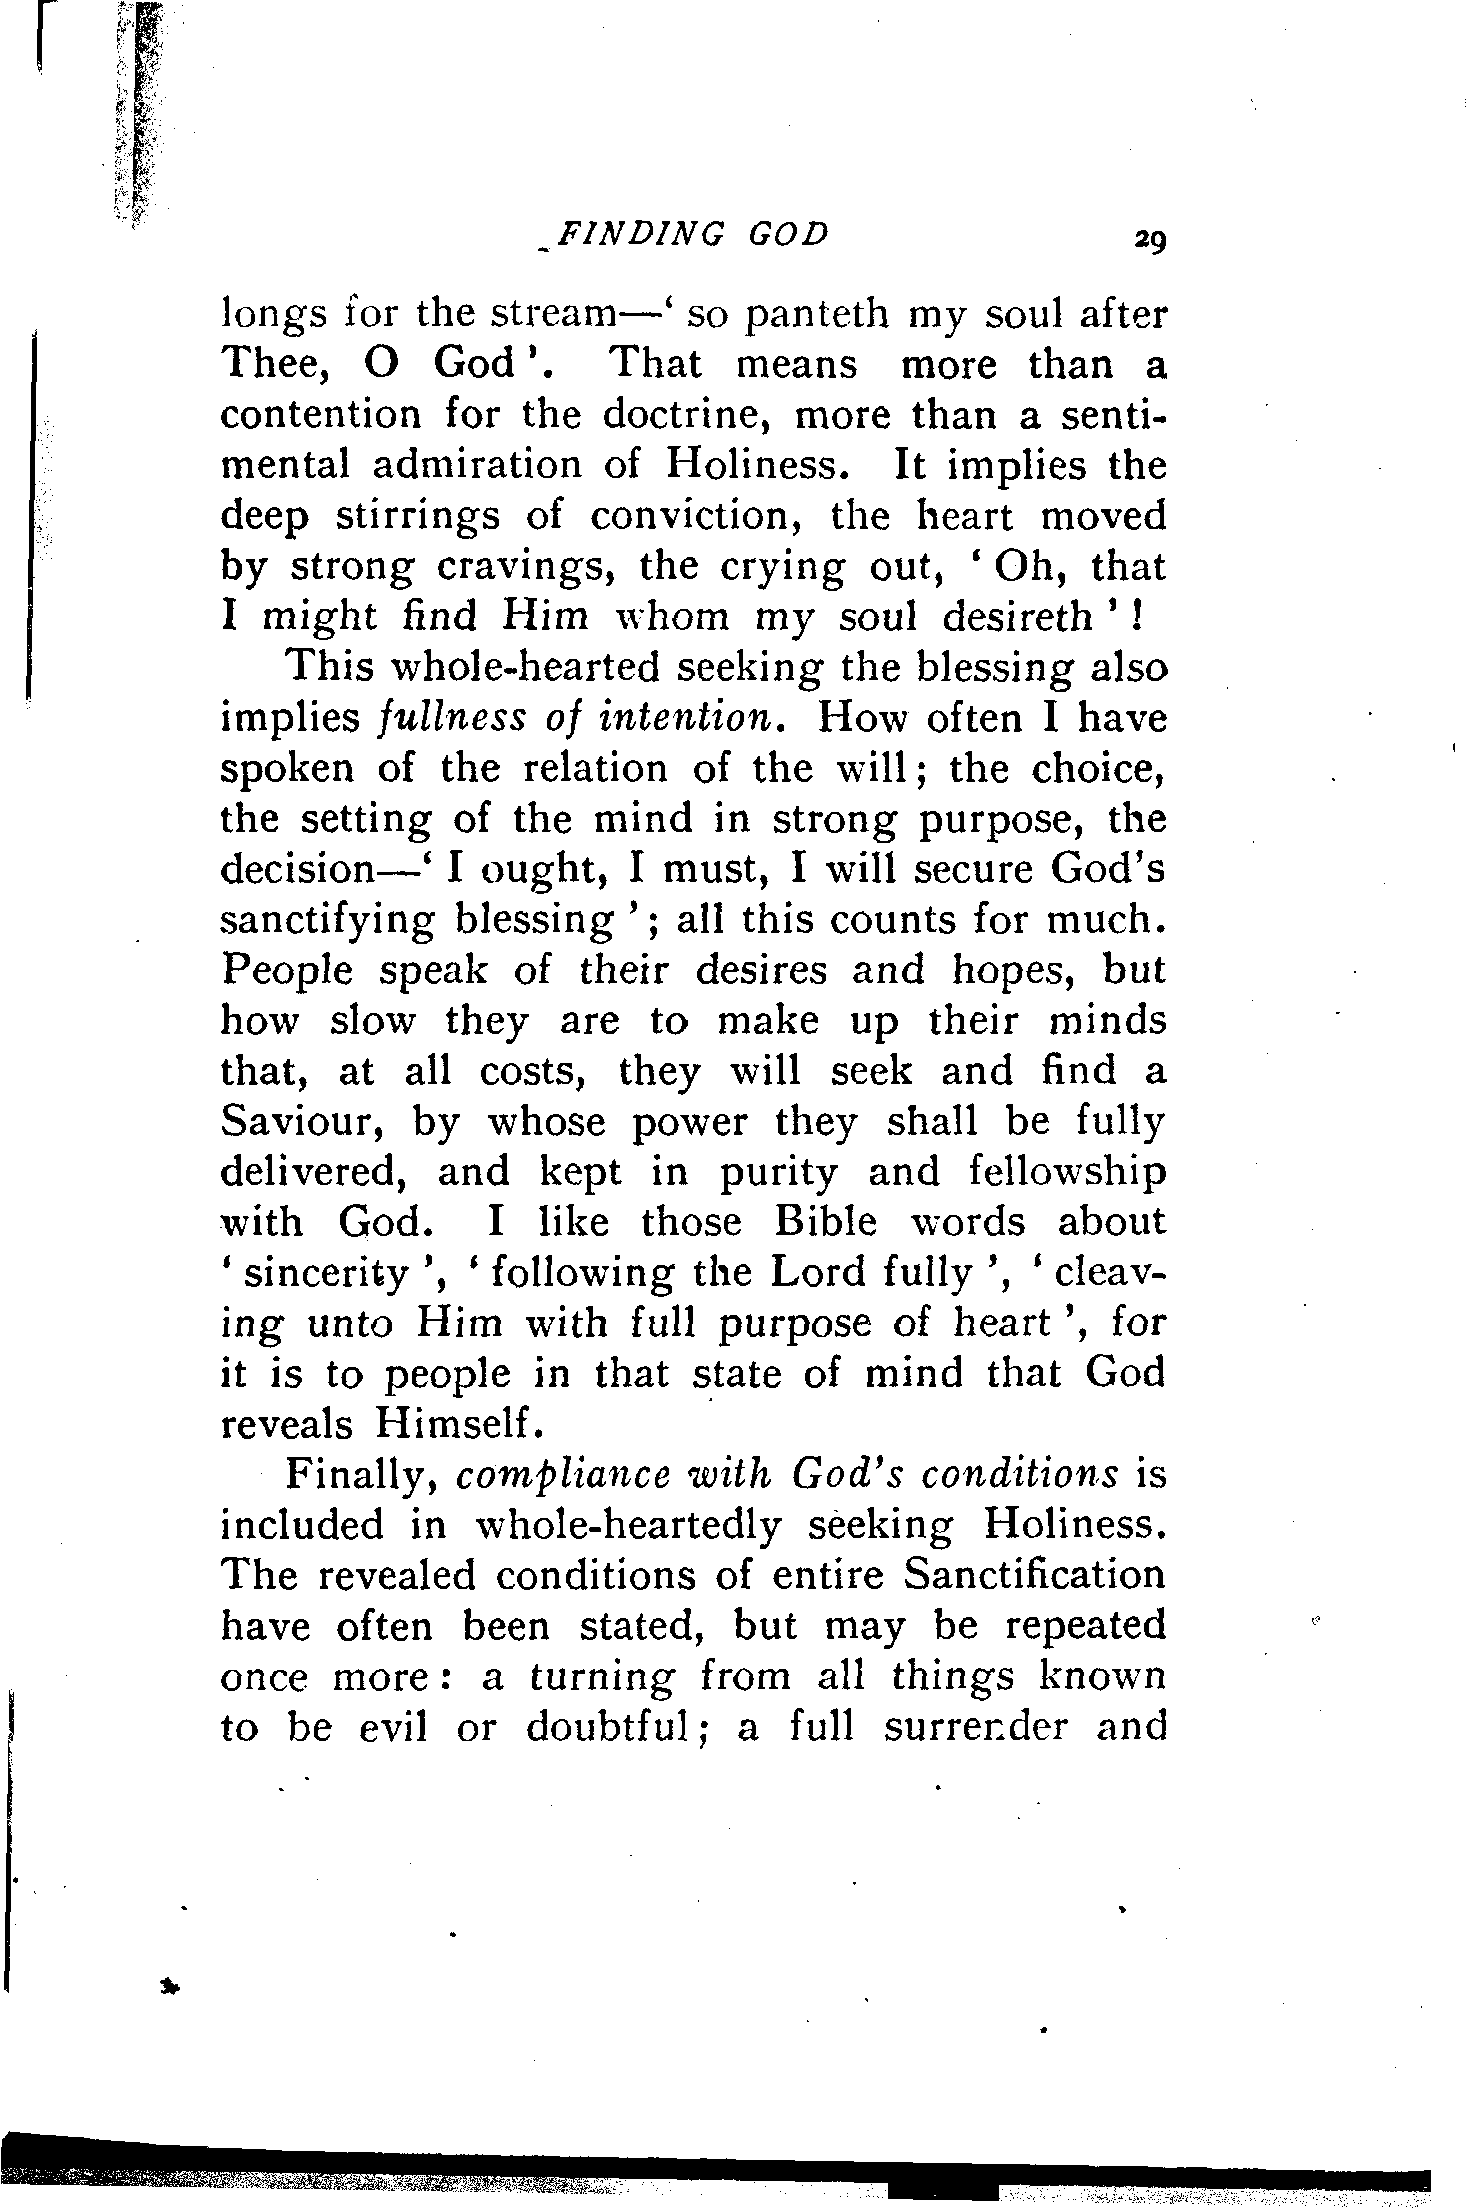 FINDING GOD 29
longs for the stream—‘ so panteth my soul after
Thee, O God ’. That means more than a
contention for the doctrine, more than a senti-
mental admiration of Holiness. It implies the
deep stirrings of conviction, the heart moved
by strong cravings, the crying out, ‘ Oh, that
I might find Him whom my soul desireth ’ !
This whole-hearted seeking the blessing also
implies fullness of intention. How often I have
spoken of the relation of the will ; the choice,
the setting of the mind in strong purpose, the
decision—‘ I ought, I must, I will secure God’s
sanctifying blessing ’ ; all this counts for much.
People speak of their desires and hopes, but
how slow they are to make up their minds
that, at all costs, they will seek and find a
Saviour, by whose power they shall be fully
delivered, and kept in purity and fellowship
with God. I like those Bible words about
‘ sincerity ’, ‘ following the Lord fully ’, ‘ cleav-
ing unto Him with full purpose of heart ’, for
it is to people in that state of mind that God
reveals Himself.
Finally, compliance with God’s conditions is
included in whole-heartedly seeking Holiness.
The revealed conditions of entire Sanctification
have often been stated, but may be repeated
once more : a turning from all things known
to be evil or doubtful ; a full surrender and